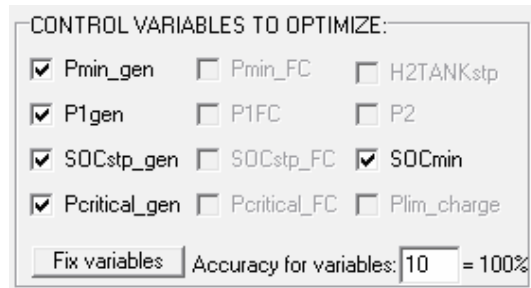 CONTROL VARIABLES TO OPTIMIZE:
Pmin_gen Pmin_FC H2TANKstp
P1gen P1FC P2
SOCstp_gen SOCstp_FC SOCmin
Pcritical_gen Pcritical_FC Plim_charge
Fix variables Accuracy for variables: 10 = 100%